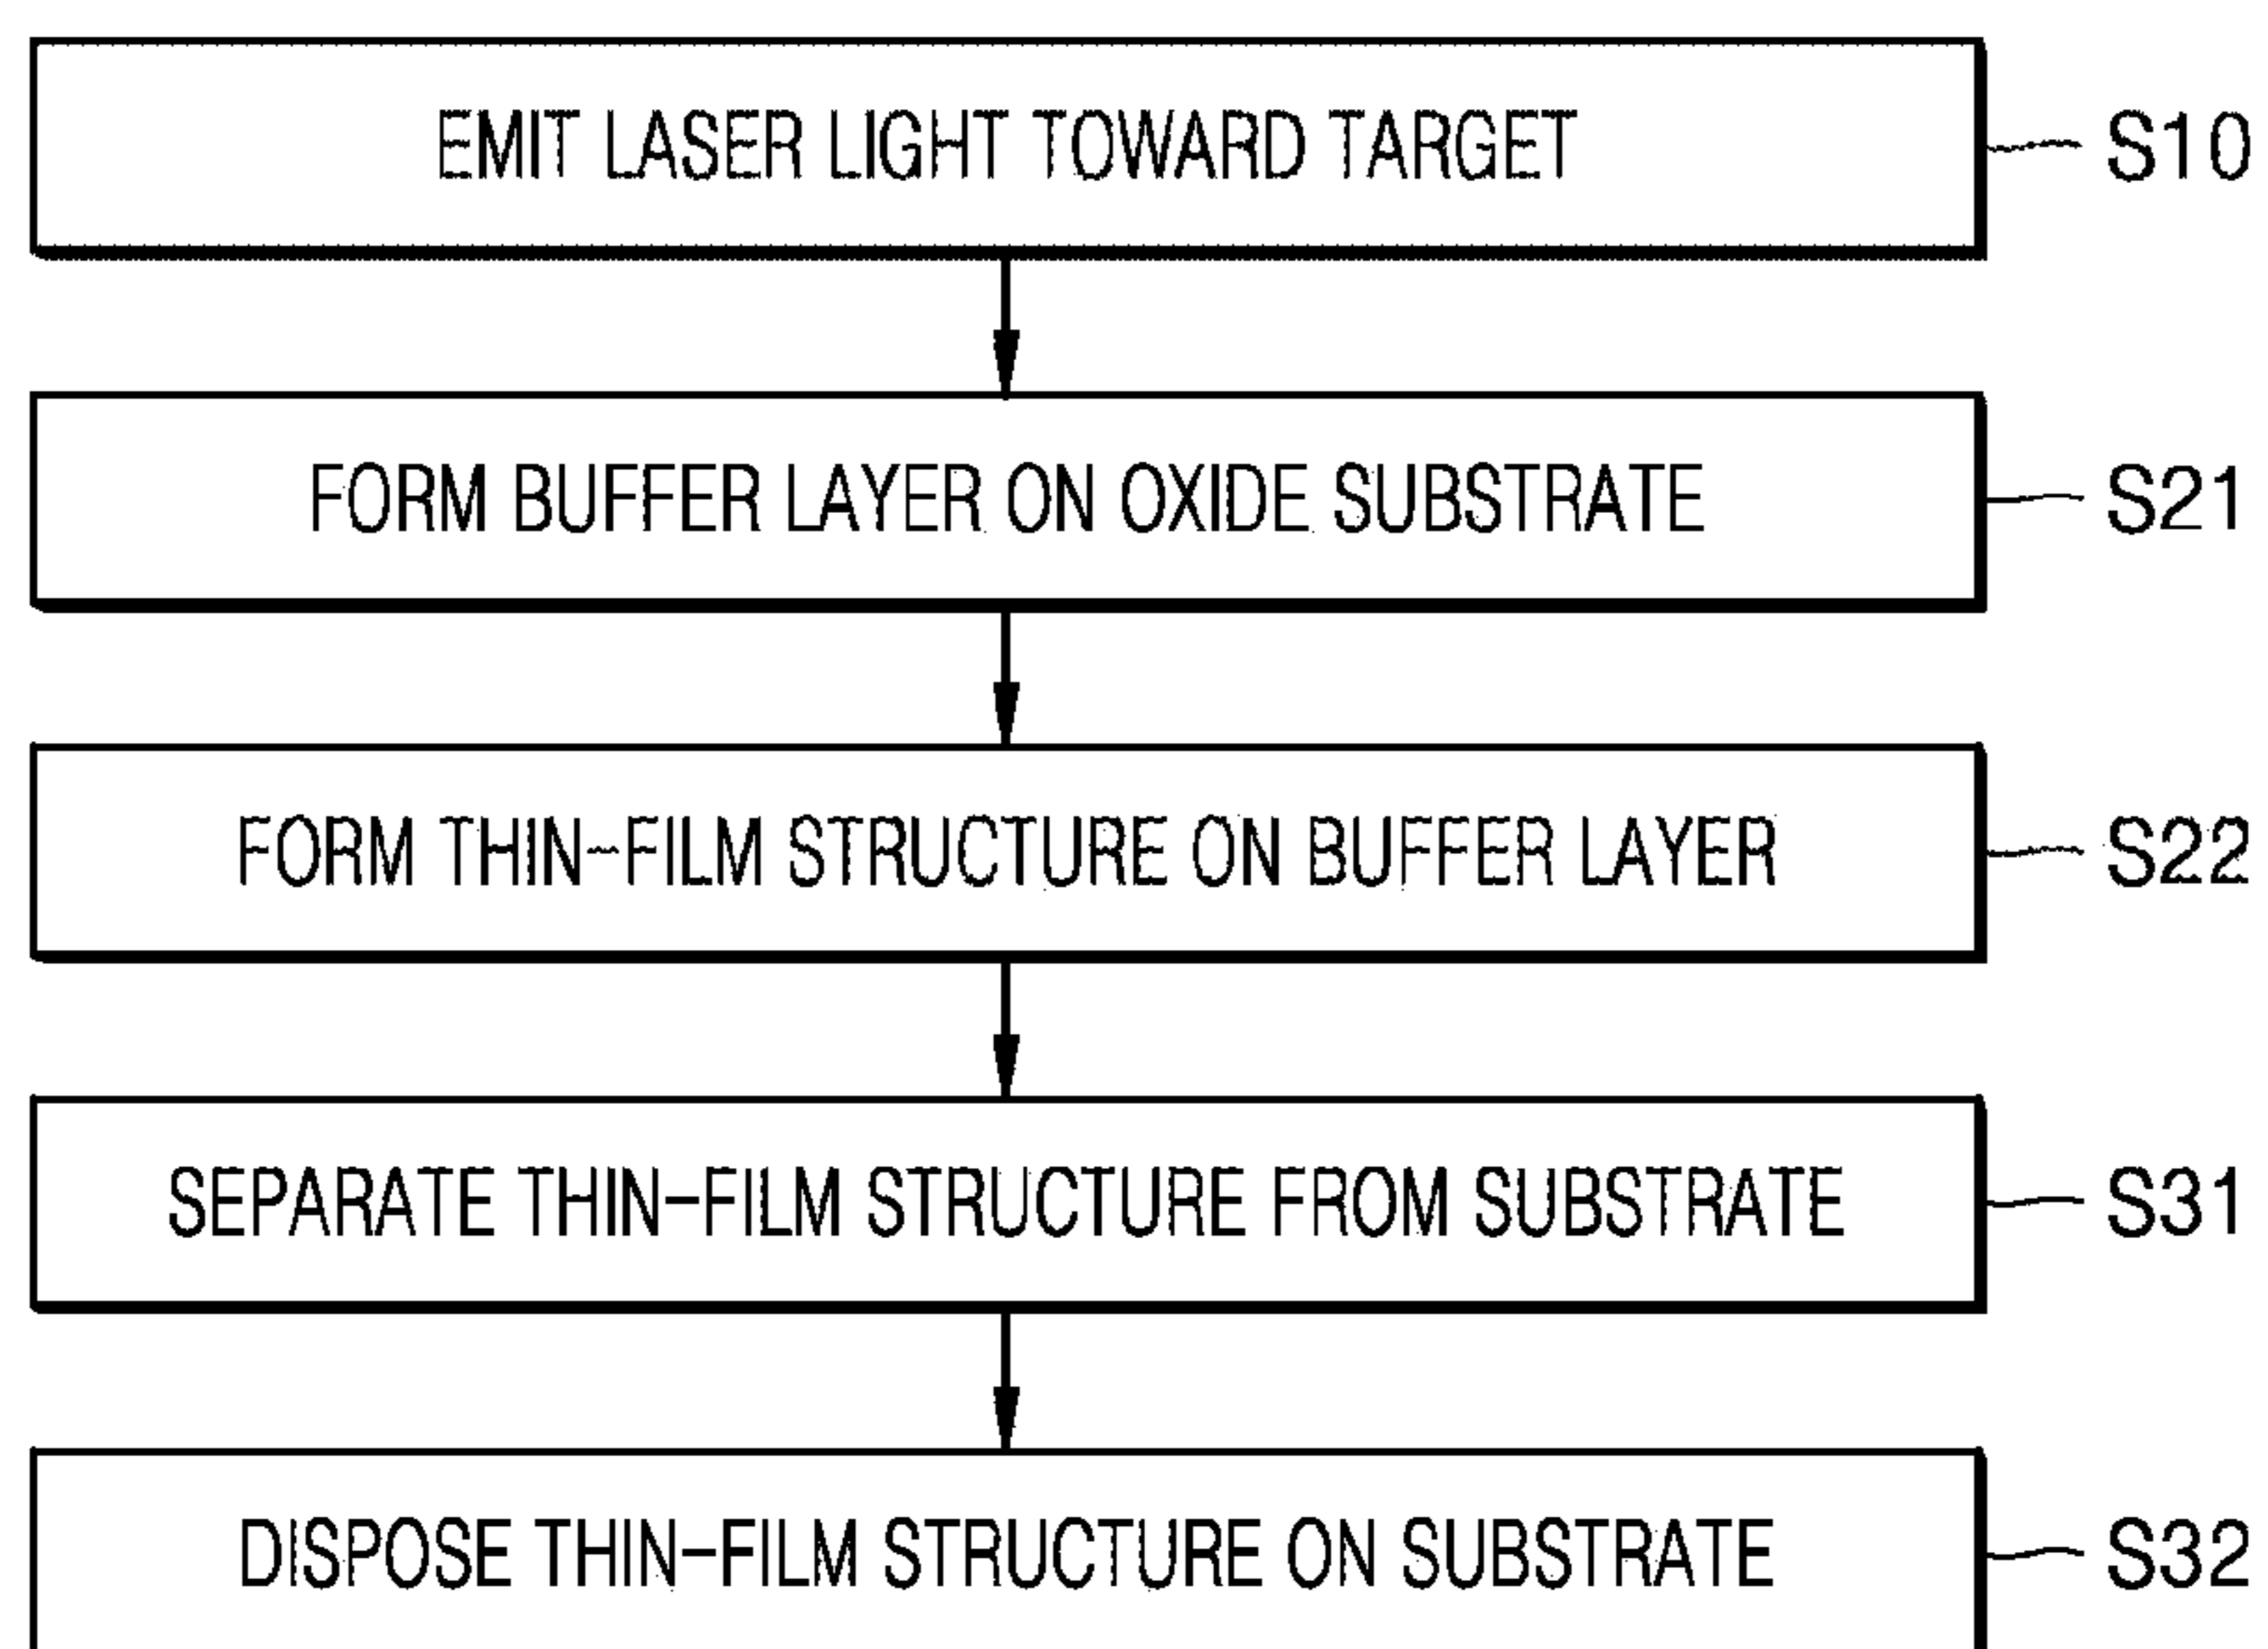 EMIT LASER LIGHT TOWARD TARGET S10
FORM BUFFER LAYER ON OXIDE SUBSTRATE S21
FORM THIN-FILM STRUCTURE ON BUFFER LAYER S22
SEPARATE THIN-FILM STRUCTURE FROM SUBSTRATE S31
DISPOSE THIN-FILM STRUCTURE ON SUBSTRATE S32